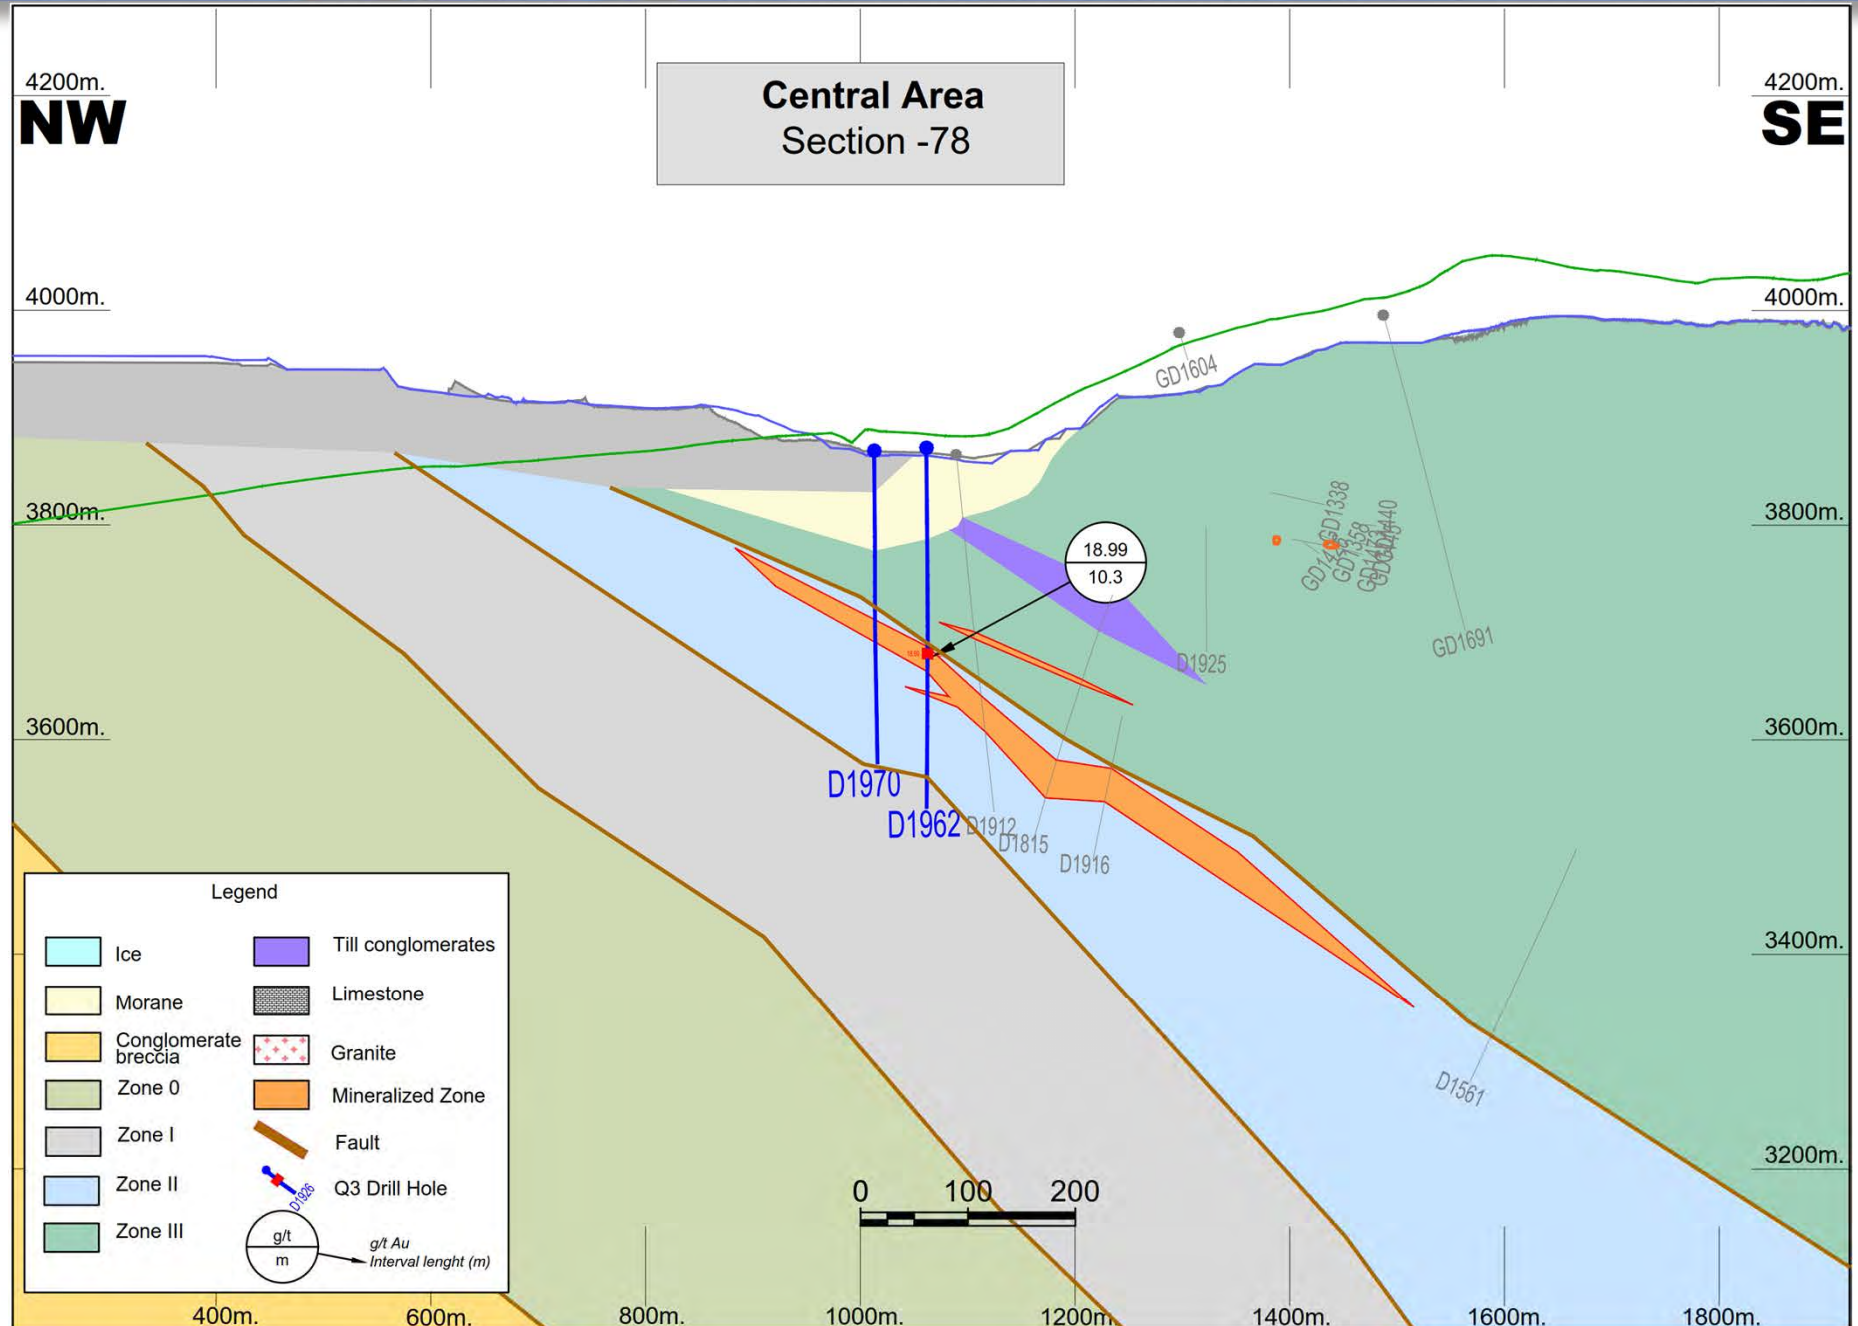 4200m.
4200m.
NW
SE
Central Area
Section -78
4000m.
4000m.
GD1604
3800m.
3800m.
GD1338
GD1358
18.99
10.3
D1925
GD1691
3600m.
3600m.
D1970
D1962
D1912
D1815
D1916
3400m.
D1561
3200m.
Legend
Ice
Morane
Conglomerate
breccia
Zone 0
Zone I
Zone II
Zone III
Till conglomerates
Limestone
Granite
Mineralized Zone
Fault
D1926
Q3 Drill Hole
g/t
m
g/t Au
Interval lenght (m)
0 100 200
400m. 600m. 800m. 1000m. 1200m. 1400m. 1600m. 1800m.